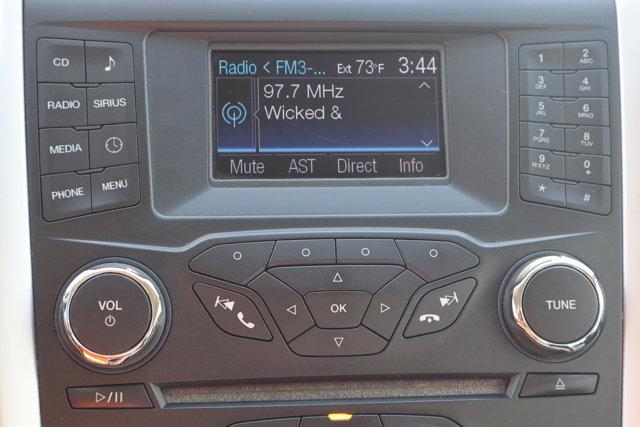 CD
RADIO
SIRIUS
MEDIA
PHONE
MENU
Radio < FM3-... Ext 73°F 3:44
97.7 MHz
Wicked &
Mute AST Direct Info
1
2 ABC
3 DEF
4 GHI
5 JKL
6 MNO
7 PQRS
8 TUV
9 WXYZ
0 +
*
#
VOL
OK
TUNE